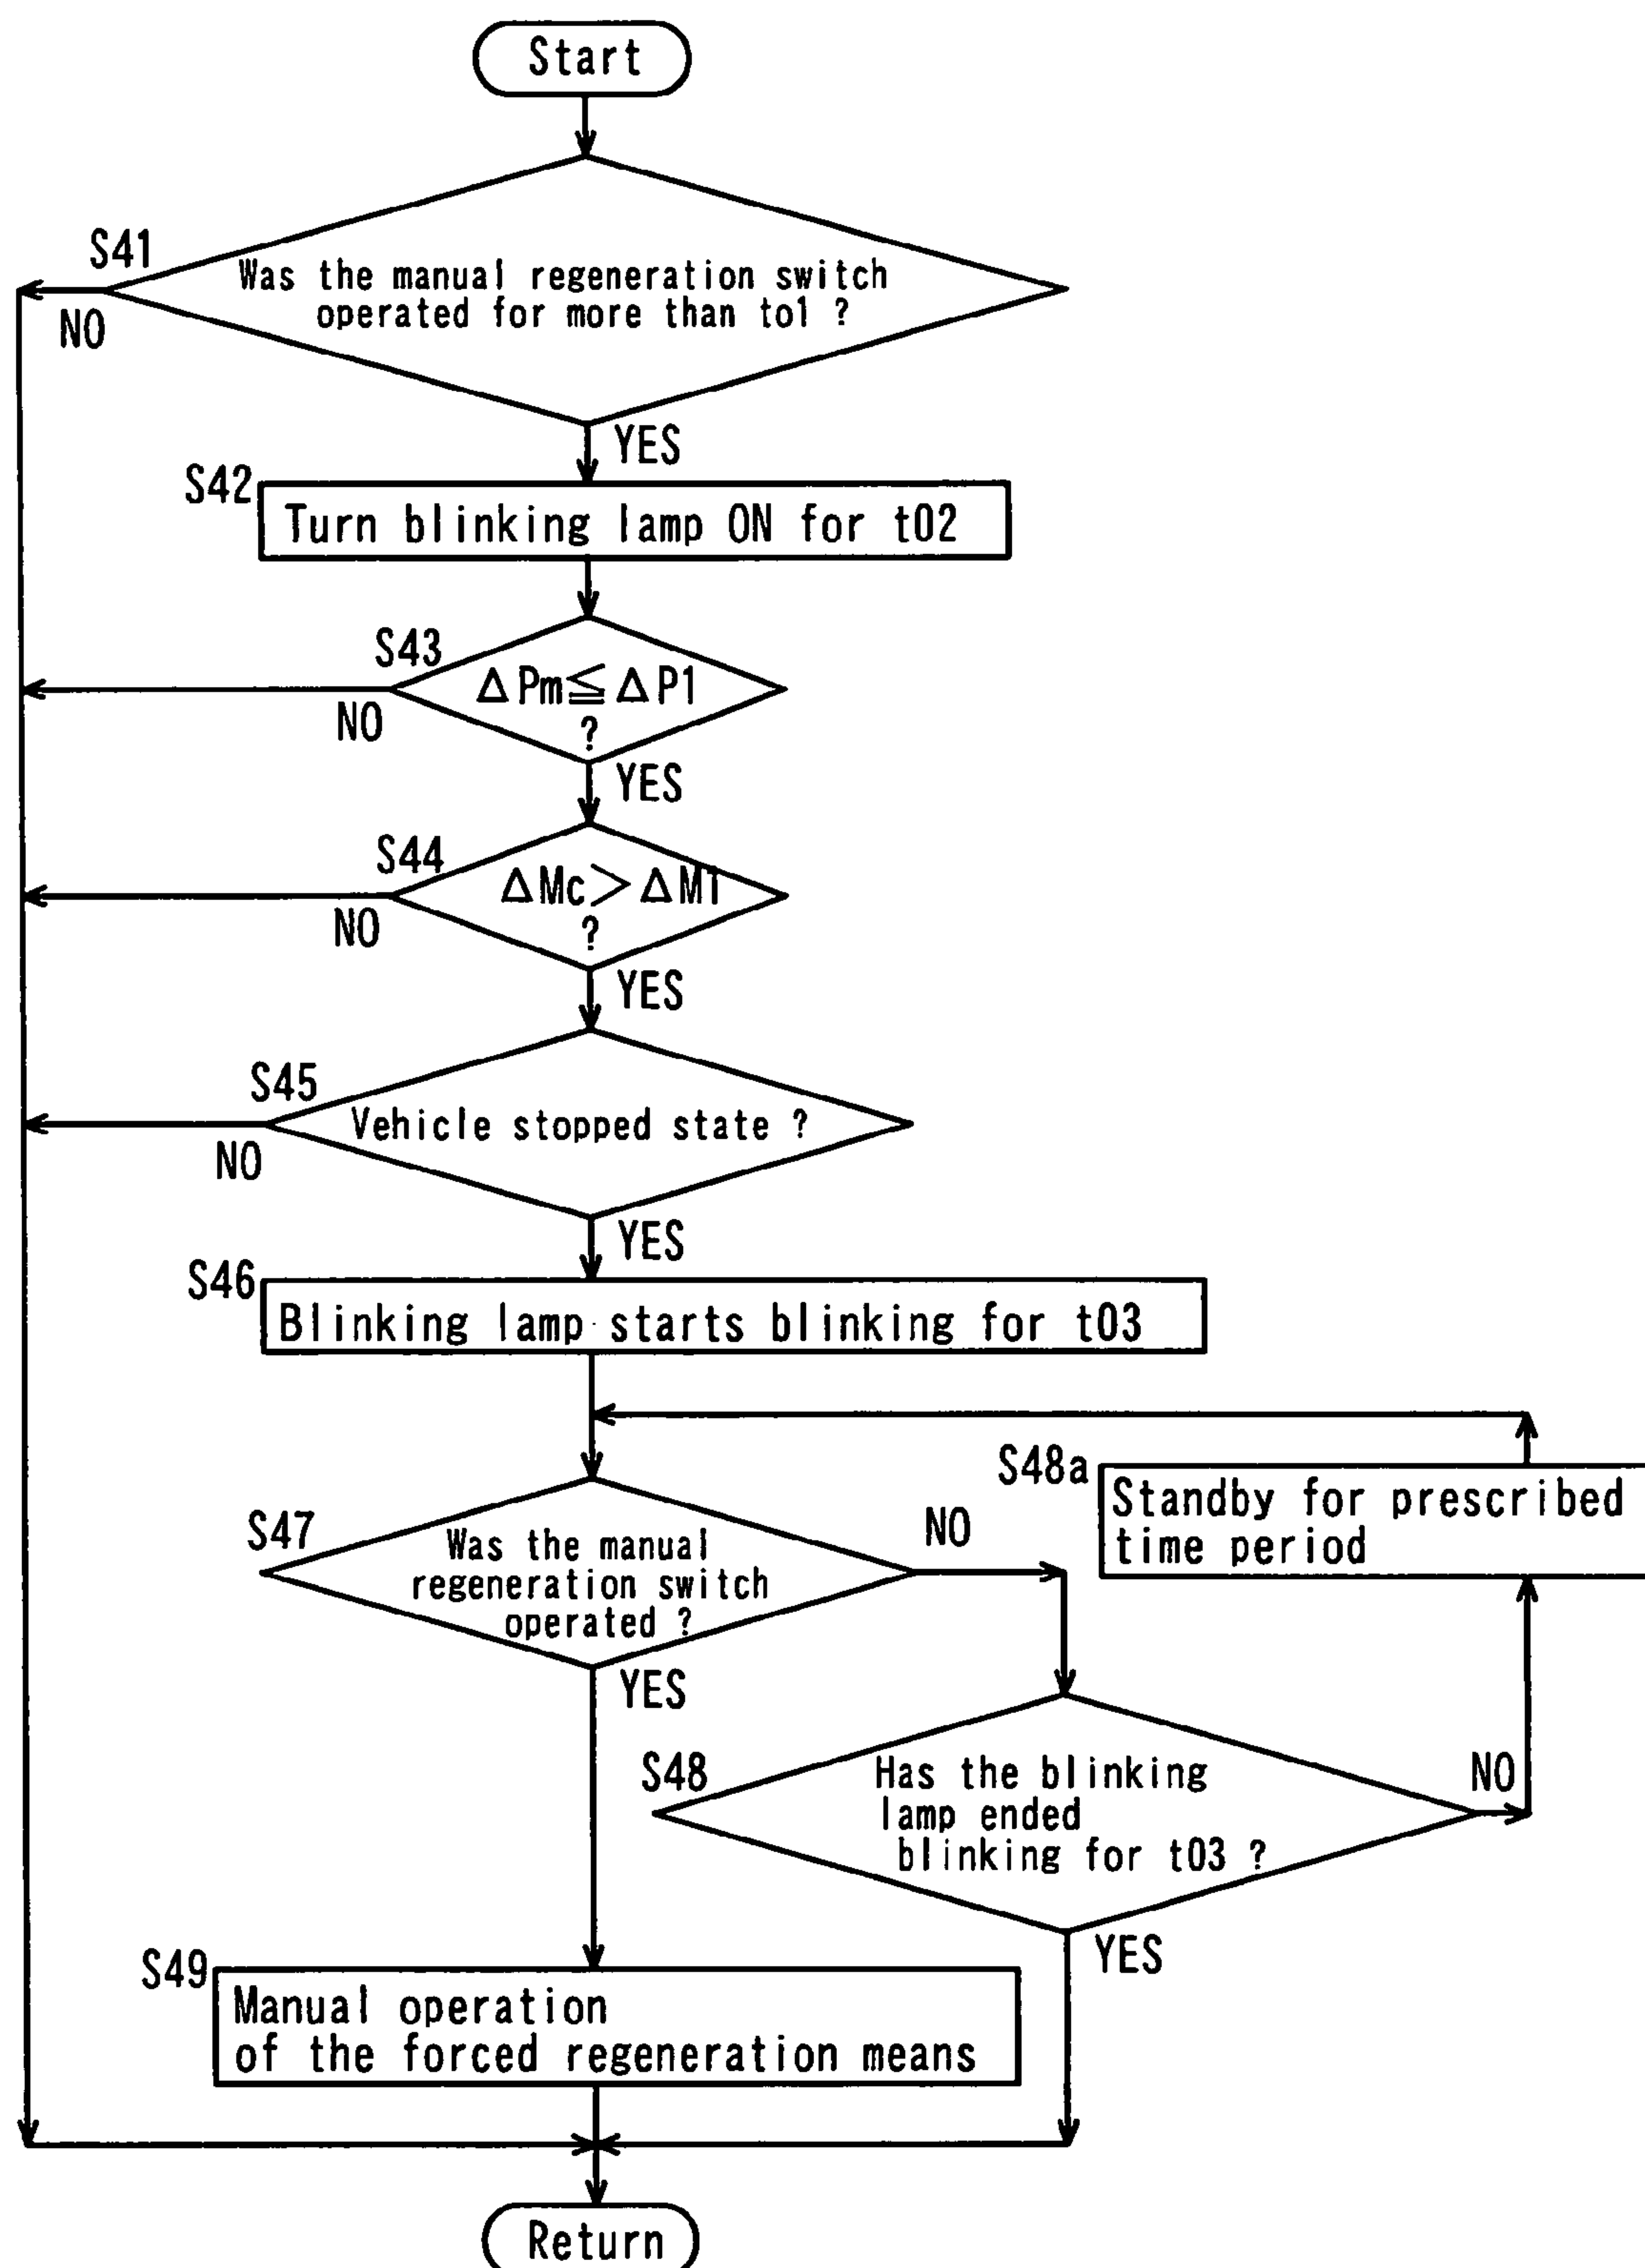 Start
S41
Was the manual regeneration switch
operated for more than to1 ?
NO
YES
S42
Turn blinking lamp ON for t02
S43
ΔPm≦ΔP1
?
NO
YES
S44
ΔMc>ΔM1
?
NO
YES
S45
Vehicle stopped state ?
NO
YES
S46
Blinking lamp starts blinking for t03
S48a
Standby for prescribed
time period
S47
Was the manual
regeneration switch
operated ?
NO
YES
S48
Has the blinking
lamp ended
blinking for t03 ?
NO
YES
S49
Manual operation
of the forced regeneration means
Return